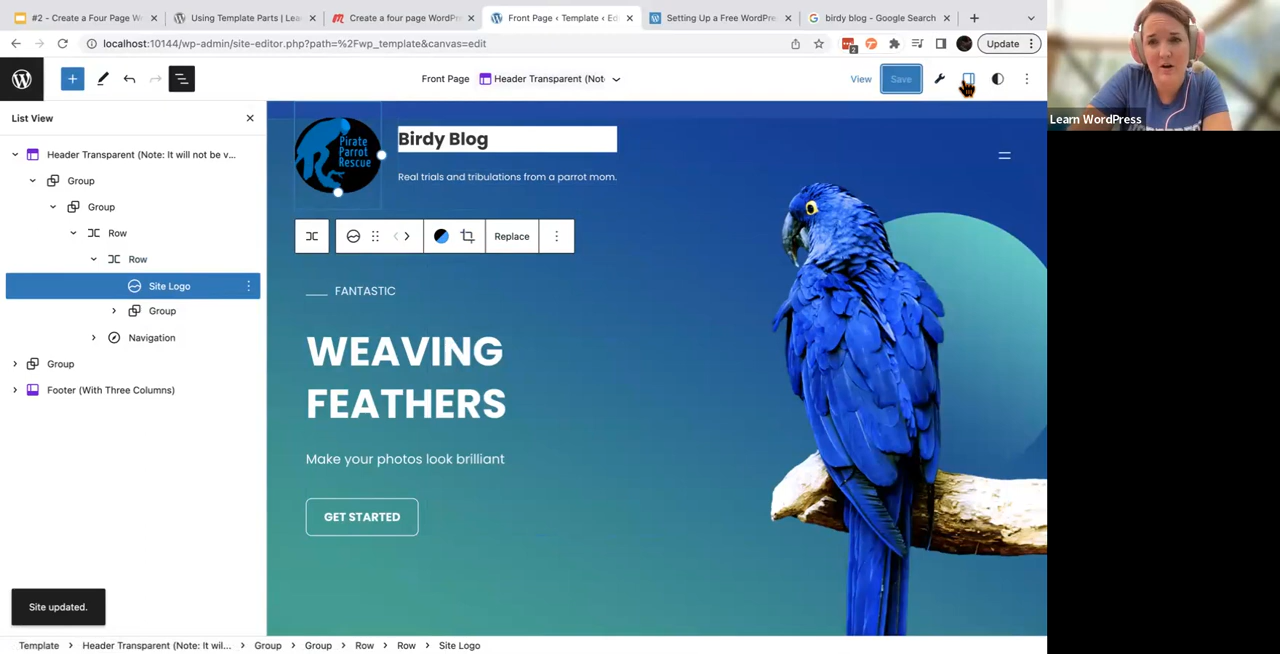 #2 - Create a Four Page W
Using Template Parts | Lea
Create a four page WordPr
Front Page ‹ Template ‹ Ed
Setting Up a Free WordPre
birdy blog - Google Search
localhost:10144/wp-admin/site-editor.php?path=%2Fwp_template&canvas=edit
2
Update
Front Page
Header Transparent (Not
View
Save
List View
Header Transparent (Note: It will not be v...
Group
Group
Row
Row
Site Logo
Group
Navigation
Group
Footer (With Three Columns)
Site updated.
Pirate
Parrot
Rescue
Birdy Blog
Real trials and tribulations from a parrot mom.
Replace
FANTASTIC
WEAVING
FEATHERS
Make your photos look brilliant
GET STARTED
Template
Header Transparent (Note: It wil...
Group
Group
Row
Row
Site Logo
Learn WordPress